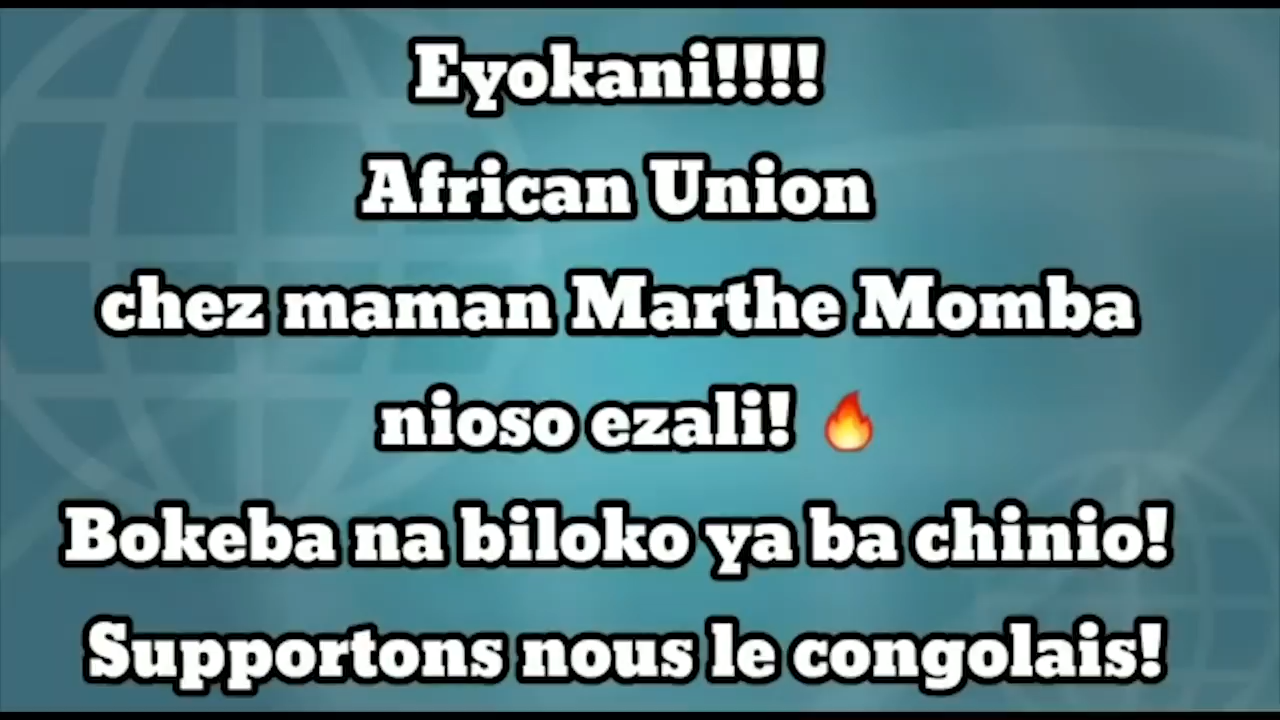 Eyokani!!!!
African Union
chez maman Marthe Momba
nioso ezali! 🔥
Bokeba na biloko ya ba chinio!
Supportons nous le congolais!